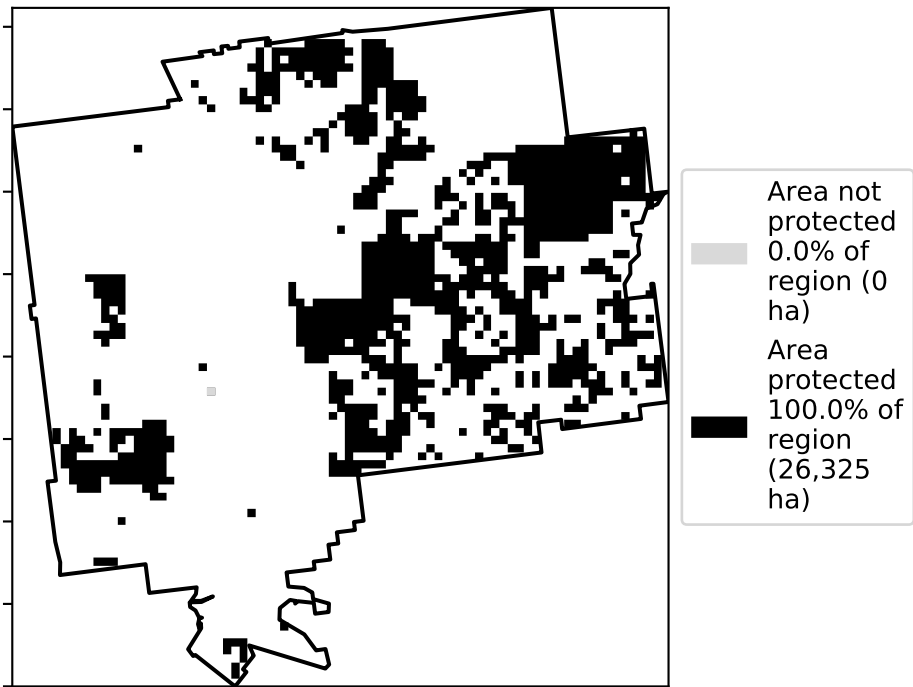 Area not
protected
0.0% of
region (0
ha)
Area
protected
100.0% of
region
(26,325
ha)